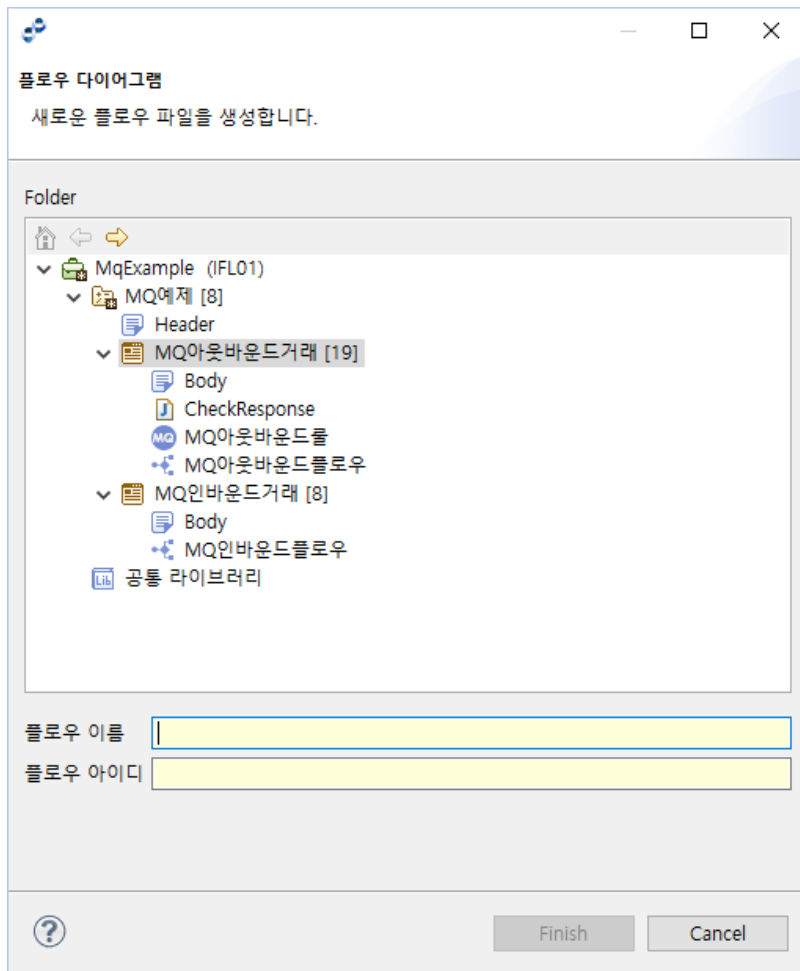 플로우 다이어그램
새로운 플로우 파일을 생성합니다.
Folder
MqExample (IFL01)
MQ예제 [8]
Header
MQ아웃바운드거래 [19]
Body
J CheckResponse
MQ MQ아웃바운드룰
MQ아웃바운드플로우
MQ인바운드거래 [8]
Body
MQ인바운드플로우
Lib 공통 라이브러리
플로우 이름
플로우 아이디
? Finish Cancel